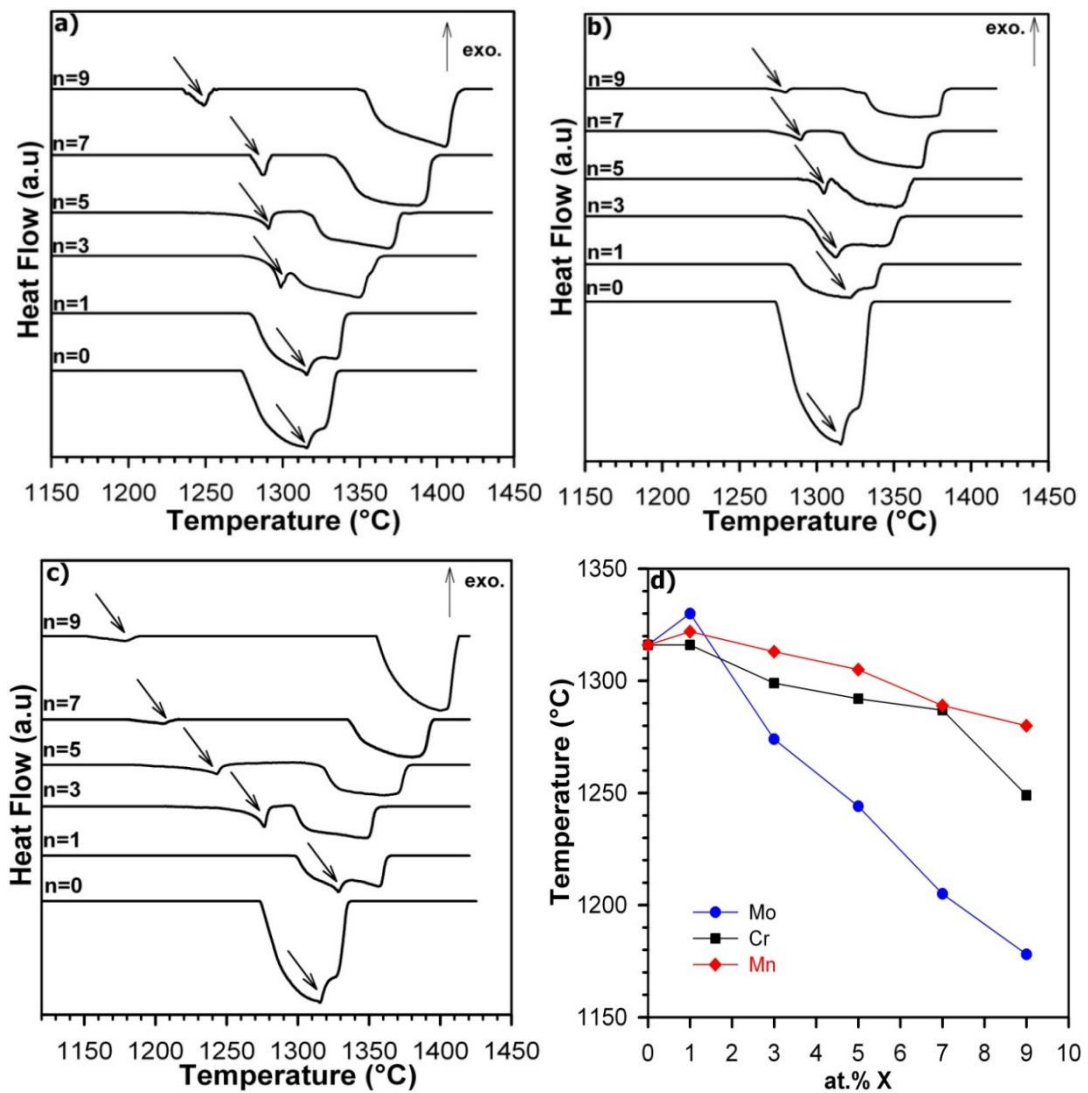 a)
exo.
n=9
n=7
n=5
n=3
n=1
n=0
Heat Flow (a.u)
1150 1200 1250 1300 1350 1400 1450
Temperature (°C)
b)
exo.
n=9
n=7
n=5
n=3
n=1
n=0
Heat Flow (a.u)
1150 1200 1250 1300 1350 1400 1450
Temperature (°C)
c)
exo.
n=9
n=7
n=5
n=3
n=1
n=0
Heat Flow (a.u)
1150 1200 1250 1300 1350 1400 1450
Temperature (°C)
d)
1350
1300
1250
1200
1150
Temperature (°C)
Mo
Cr
Mn
0 1 2 3 4 5 6 7 8 9 10
at.% X